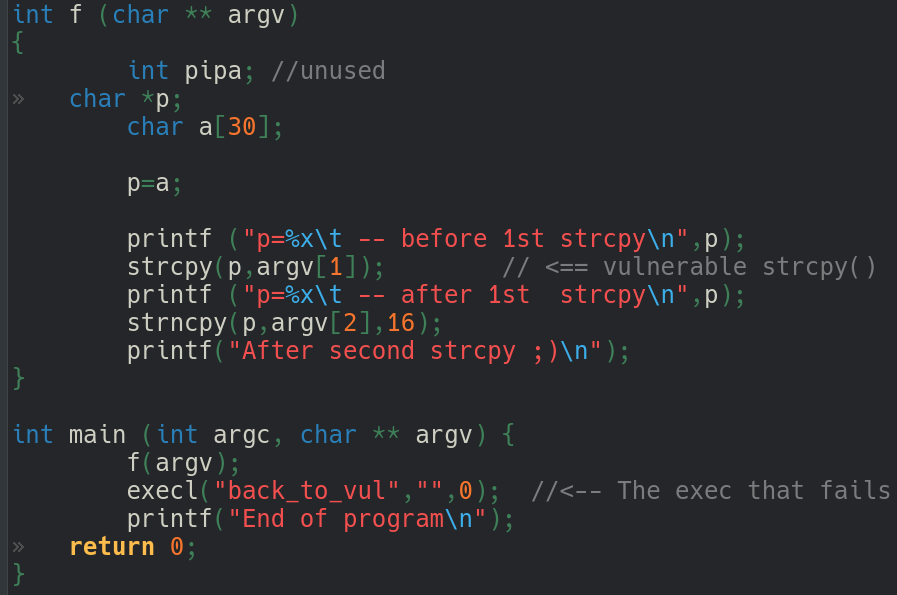 int f (char ** argv)
{
        int pipa; //unused
»   char *p;
        char a[30];

        p=a;

        printf ("p=%x\t -- before 1st strcpy\n",p);
        strcpy(p,argv[1]);        // <== vulnerable strcpy()
        printf ("p=%x\t -- after 1st  strcpy\n",p);
        strncpy(p,argv[2],16);
        printf("After second strcpy ;)\n");
}

int main (int argc, char ** argv) {
        f(argv);
        execl("back_to_vul","",0);  //<-- The exec that fails
        printf("End of program\n");
»   return 0;
}